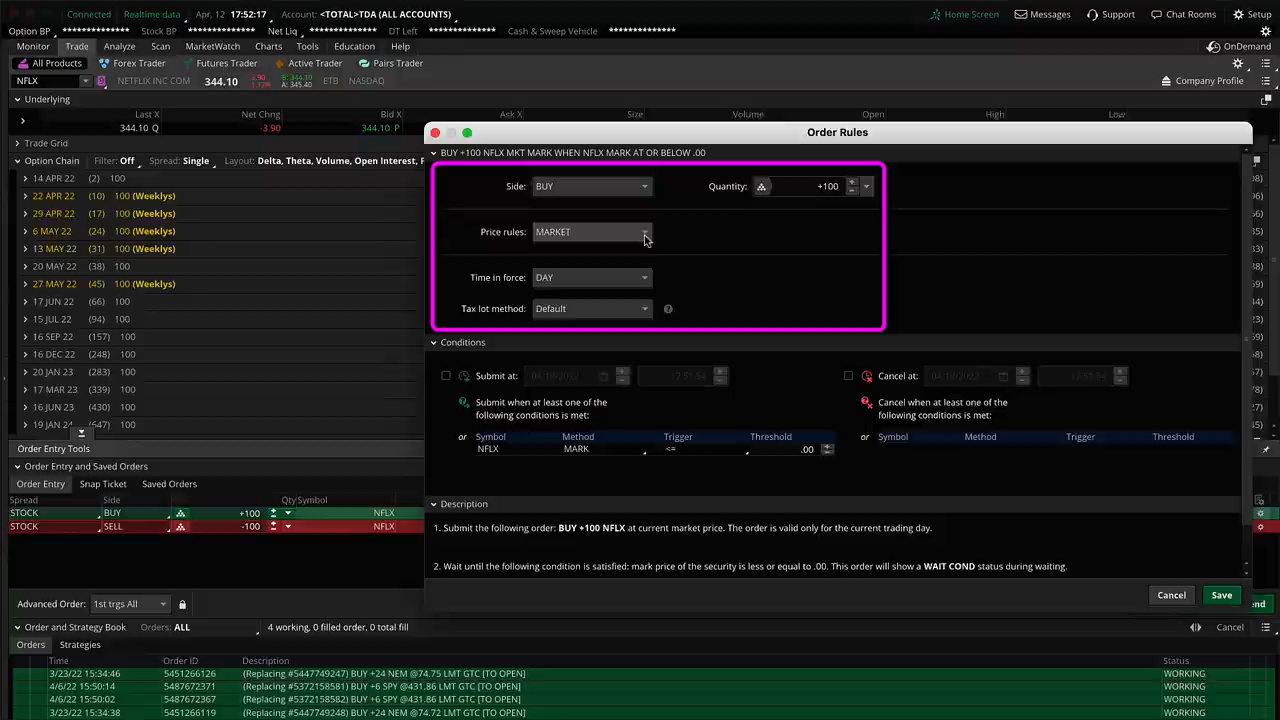 Connected Realtime data Apr, 12 17:52:17 Account: <TOTAL>TDA (ALL ACCOUNTS) Home Screen Messages Support Chat Rooms Setup
Option BP ************** Stock BP ************** Net Liq ************** DT Left ************** Cash & Sweep Vehicle **************
Monitor Trade Analyze Scan MarketWatch Charts Tools Education Help OnDemand
All Products Forex Trader Futures Trader Active Trader Pairs Trader
NFLX NETFLIX INC COM 344.10 -3.90 -1.12% B: 344.10 A: 345.40 ETB NASDAQ Company Profile
Underlying
Last X Net Chng Bid X Ask X Size Volume Open High Low
344.10 Q -3.90 344.10 P
Trade Grid
Option Chain Filter: Off Spread: Single Layout: Delta, Theta, Volume, Open Interest,
14 APR 22 (2) 100
22 APR 22 (10) 100 (Weeklys)
29 APR 22 (17) 100 (Weeklys)
6 MAY 22 (24) 100 (Weeklys)
13 MAY 22 (31) 100 (Weeklys)
20 MAY 22 (38) 100
27 MAY 22 (45) 100 (Weeklys)
17 JUN 22 (66) 100
15 JUL 22 (94) 100
16 SEP 22 (157) 100
16 DEC 22 (248) 100
20 JAN 23 (283) 100
17 MAR 23 (339) 100
16 JUN 23 (430) 100
19 JAN 24 (647) 100
Order Entry Tools
Order Entry and Saved Orders
Order Entry Snap Ticket Saved Orders
Spread Side Qty Symbol
STOCK BUY +100 NFLX
STOCK SELL -100 NFLX
Advanced Order: 1st trgs All
Order Rules
BUY +100 NFLX MKT MARK WHEN NFLX MARK AT OR BELOW .00
Side: BUY Quantity: +100
Price rules: MARKET
Time in force: DAY
Tax lot method: Default
Conditions
Submit at: Cancel at:
Submit when at least one of the Cancel when at least one of the
following conditions is met: following conditions is met:
or Symbol Method Trigger Threshold or Symbol Method Trigger Threshold
NFLX MARK <= .00
Description
1. Submit the following order: BUY +100 NFLX at current market price. The order is valid only for the current trading day.
2. Wait until the following condition is satisfied: mark price of the security is less or equal to .00. This order will show a WAIT COND status during waiting.
Cancel Save
Order and Strategy Book Orders: ALL 4 working, 0 filled order, 0 total fill Cancel
Orders Strategies
Time Order ID Description Status
3/23/22 15:34:46 5451266126 (Replacing #5447749247) BUY +24 NEM @74.75 LMT GTC [TO OPEN] WORKING
4/6/22 15:50:14 5487672371 (Replacing #5372158581) BUY +6 SPY @431.86 LMT GTC [TO OPEN] WORKING
4/6/22 15:50:02 5487672367 (Replacing #5372158582) BUY +6 SPY @431.86 LMT GTC [TO OPEN] WORKING
3/23/22 15:34:38 5451266119 (Replacing #5447749248) BUY +24 NEM @74.72 LMT GTC [TO OPEN] WORKING